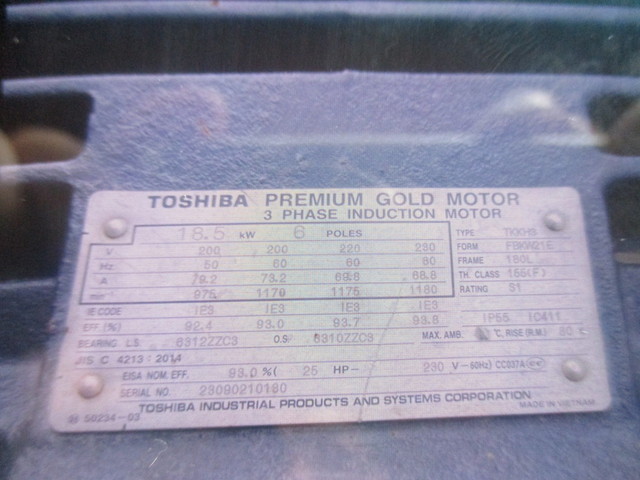 TOSHIBA PREMIUM GOLD MOTOR
3 PHASE INDUCTION MOTOR
18.5 kW 6 POLES TYPE TKKH3
V 200 200 220 230 FORM FBKW21E
Hz 50 60 60 60 FRAME 180L
A 79.2 73.2 69.8 68.8 TH. CLASS 155(F)
min⁻¹ 975 1170 1175 1180 RATING S1
IE CODE IE3 IE3 IE3 IE3
EFF.(%) 92.4 93.0 93.7 93.8 IP55 IC411
BEARING L.S. 6312ZZC3 O.S. 6310ZZC3 MAX. AMB. °C, RISE (R.M.) 80 °C
JIS C 4213 : 2014
EISA NOM. EFF. 93.0 %( 25 HP- 230 V-60Hz) CC037A
SERIAL NO. 23090210180
TOSHIBA INDUSTRIAL PRODUCTS AND SYSTEMS CORPORATION
50234-03 MADE IN VIETNAM